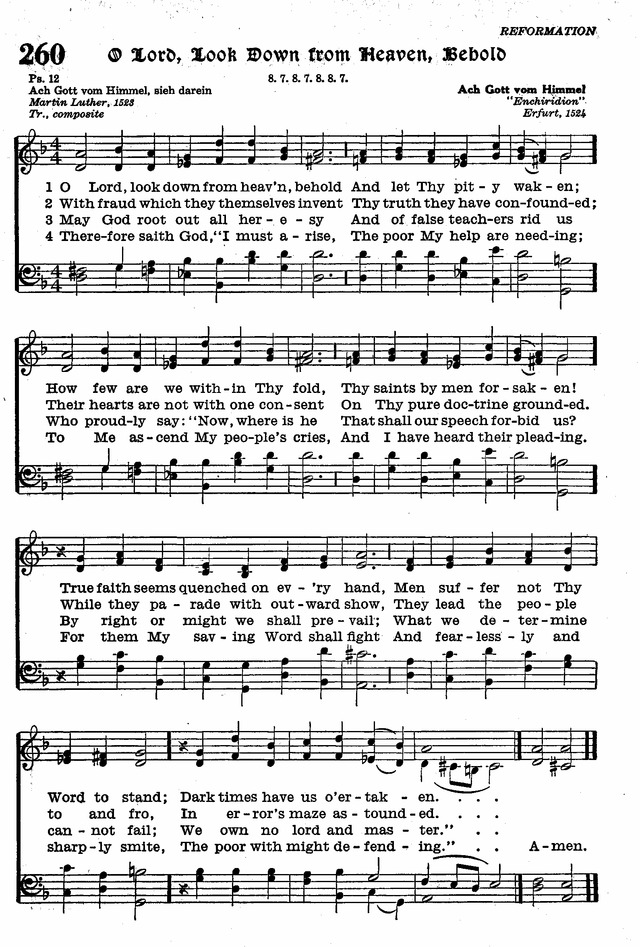 REFORMATION
260 O Lord, Look Down from Heaven, Behold
Ps. 12
8. 7. 8. 7. 8. 8. 7.
Ach Gott vom Himmel, sieh darein
Ach Gott vom Himmel
Martin Luther, 1523
"Enchiridion"
Tr., composite
Erfurt, 1524
1 O Lord, look down from heav'n, behold And let Thy pit - y wak - en;
2 With fraud which they themselves invent Thy truth they have con-found-ed;
3 May God root out all her - e - sy And of false teach-ers rid us
4 There-fore saith God, "I must a - rise, The poor My help are need-ing;
How few are we with-in Thy fold, Thy saints by men for - sak - en!
Their hearts are not with one con-sent On Thy pure doc-trine ground-ed.
Who proud-ly say: "Now, where is he That shall our speech for-bid us?
To Me as-cend My peo-ple's cries, And I have heard their plead-ing.
True faith seems quenched on ev - 'ry hand, Men suf - fer not Thy
While they pa - rade with out-ward show, They lead the peo - ple
By right or might we shall pre - vail; What we de - ter-mine
For them My sav - ing Word shall fight And fear - less - ly and
Word to stand; Dark times have us o'er - tak - en. . . .
to and fro, In er-ror's maze as - tound - ed. . . .
can - not fail; We own no lord and mas - ter." . .
sharp - ly smite, The poor with might de - fend - ing." . . A - men.